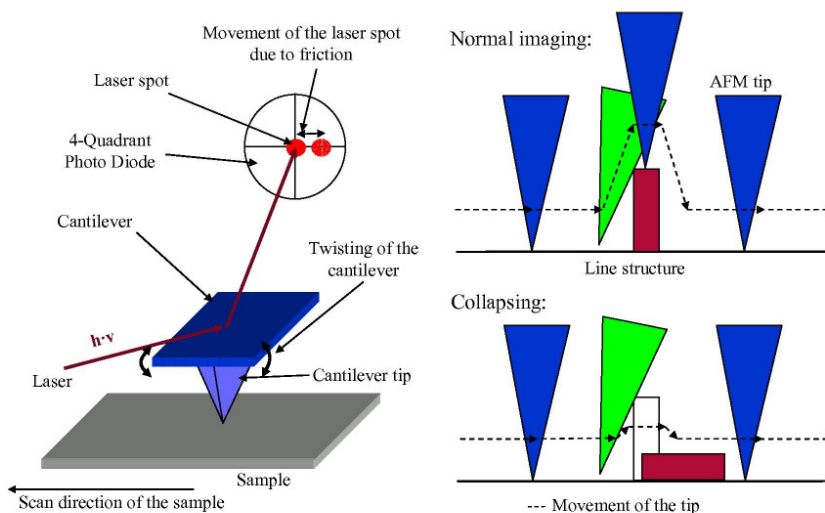 Movement of the laser spot
due to friction
Laser spot
4-Quadrant
Photo Diode
Cantilever
Twisting of the
cantilever
h·ν
Laser
Cantilever tip
Sample
Scan direction of the sample
Normal imaging:
AFM tip
Line structure
Collapsing:
--- Movement of the tip